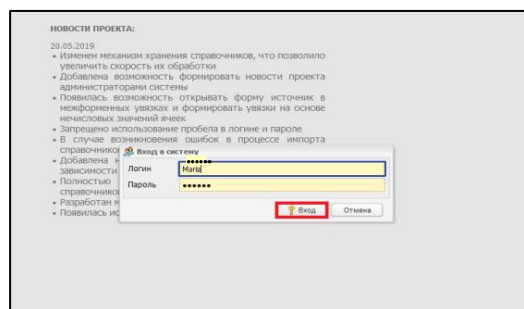 НОВОСТИ ПРОЕКТА:
20.05.2019
• Изменен механизм хранения справочников, что позволило
увеличить скорость их обработки
• Добавлена возможность формировать новости проекта
администраторами системы
• Появилась возможность открывать форму источник в
межформенных увязках и формировать увязки на основе
нечисловых значений ячеек
• Запрещено использование пробела в логине и пароле
• В случае возникновения ошибок в процессе импорта
справочников
• Добавлена
зависимости
• Полностью
• Разработан
• Появилась
Вход в систему
Логин
Maria
Пароль
••••••
Вход
Отмена